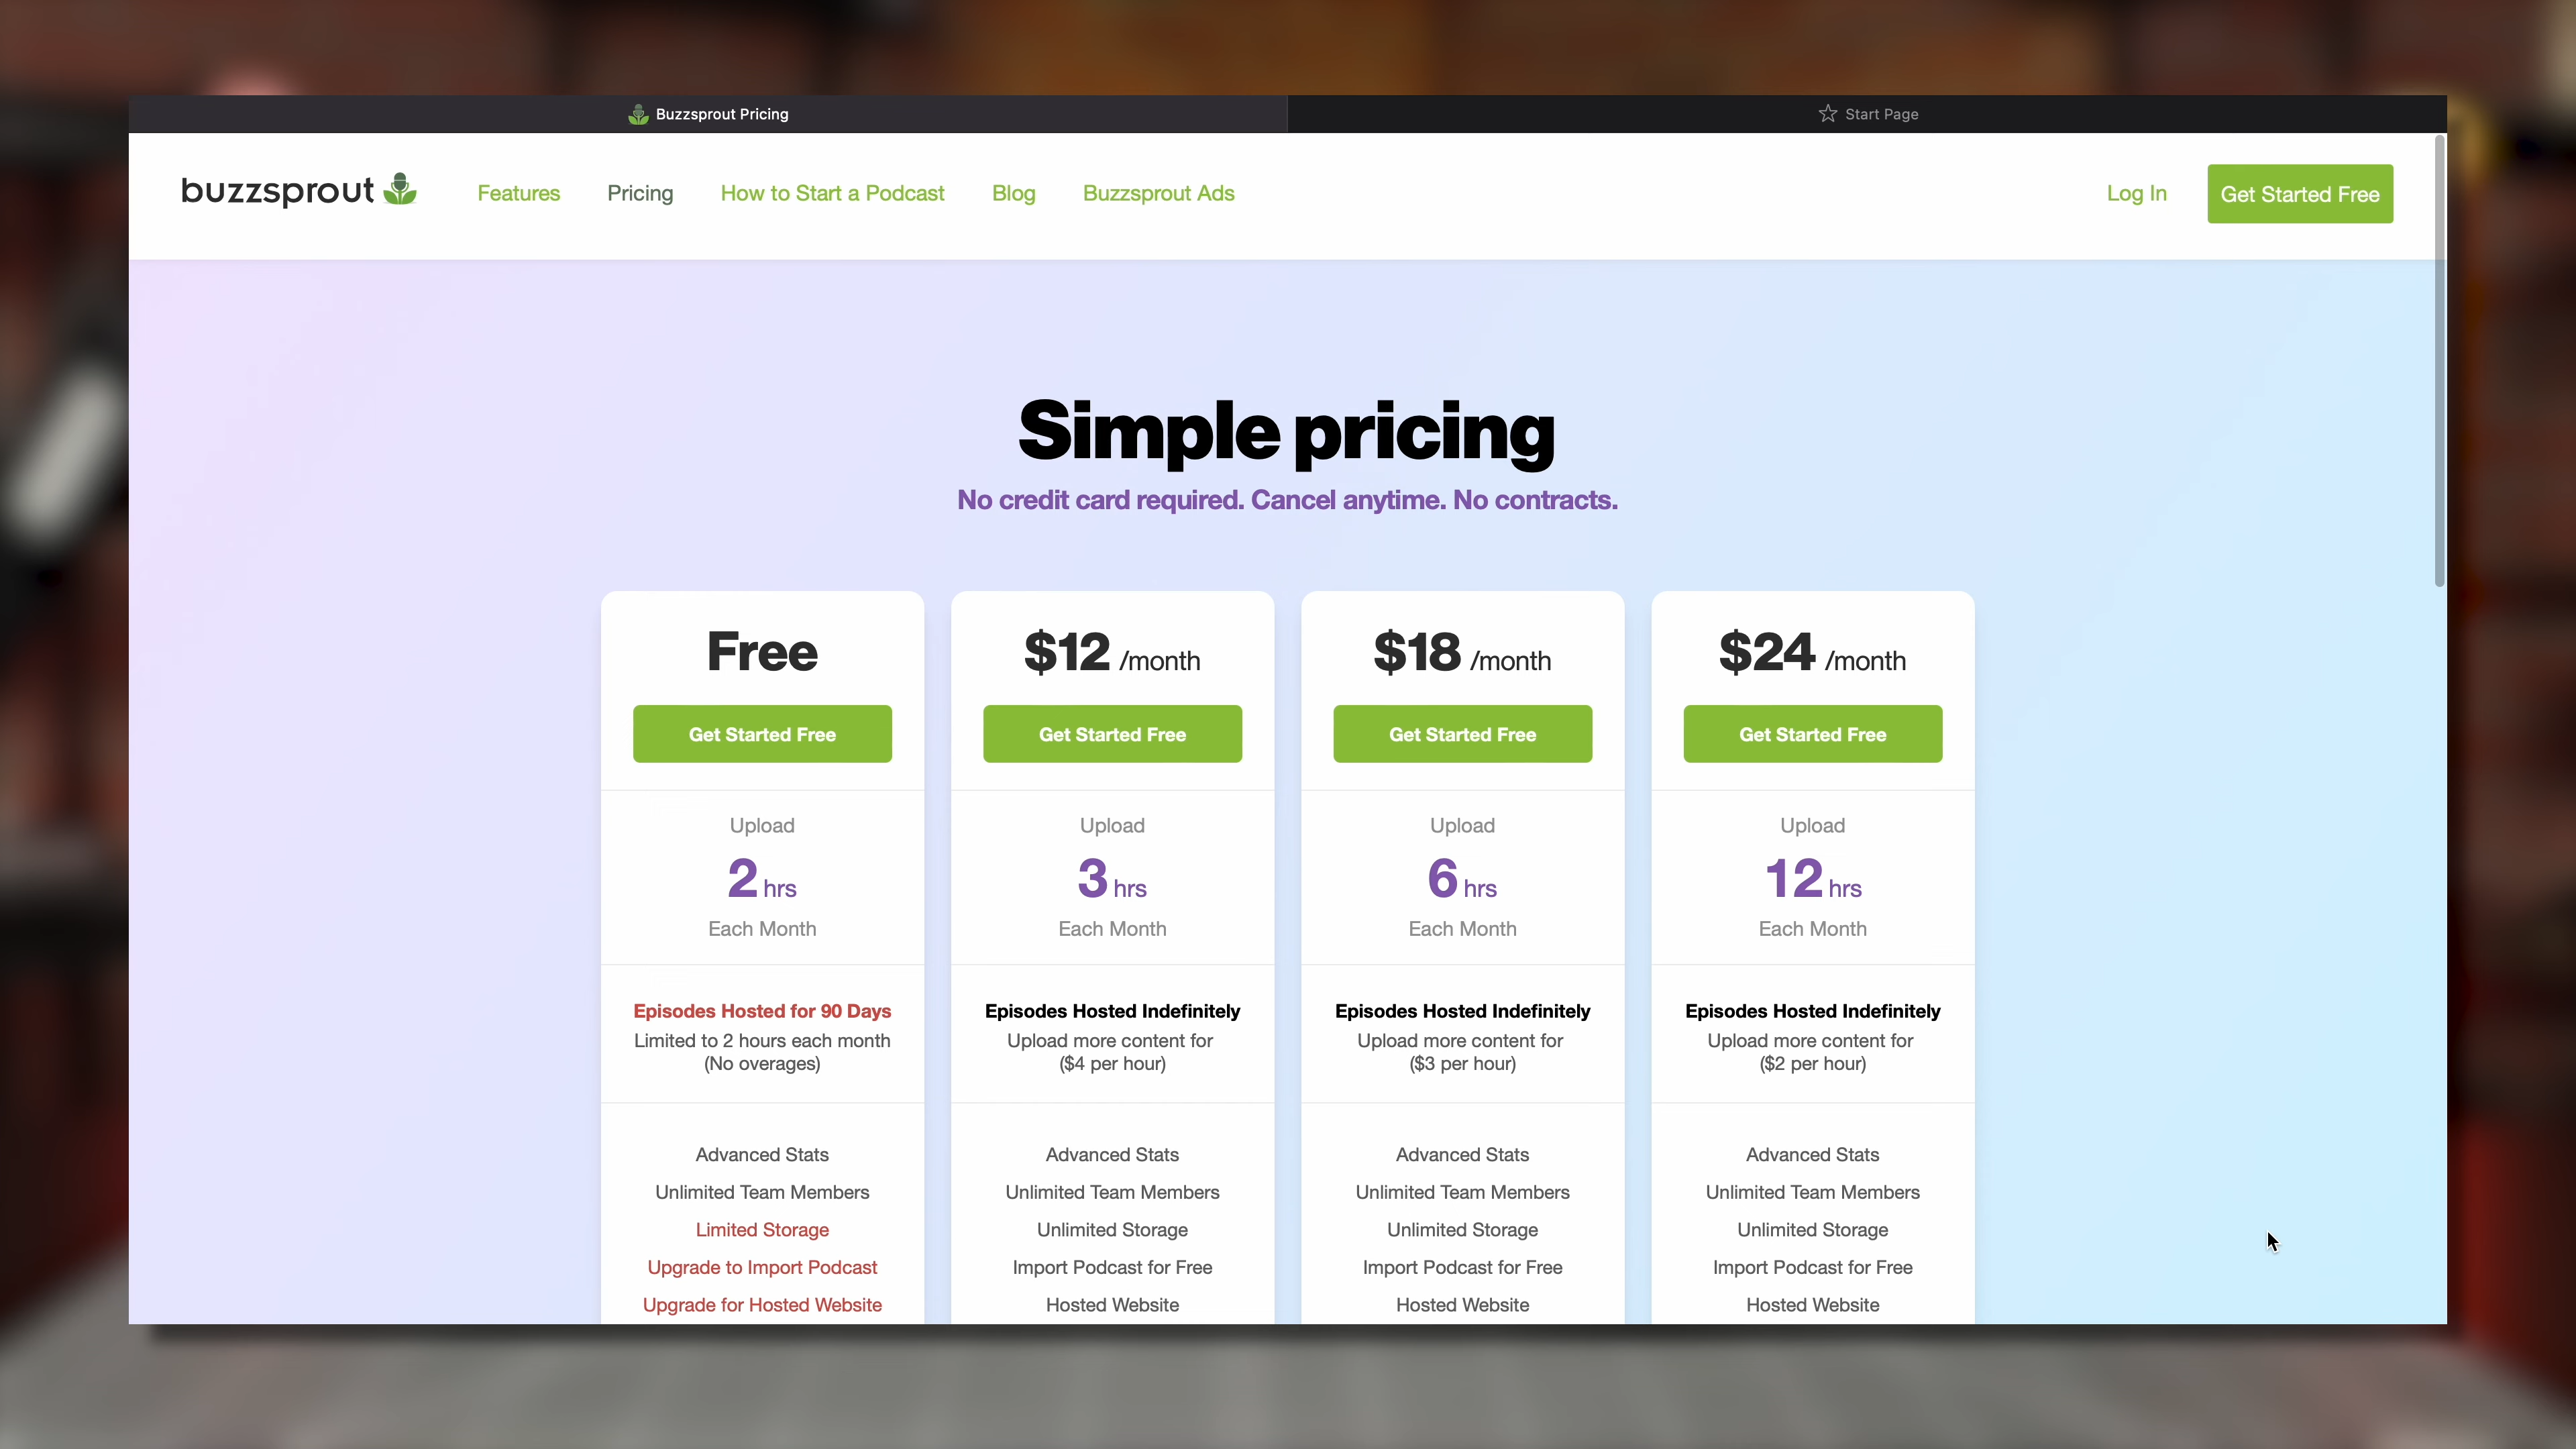 Buzzsprout Pricing
Start Page
buzzsprout
Features
Pricing
How to Start a Podcast
Blog
Buzzsprout Ads
Log In
Get Started Free
Simple pricing
No credit card required. Cancel anytime. No contracts.
Free
Get Started Free
Upload
2 hrs
Each Month
Episodes Hosted for 90 Days
Limited to 2 hours each month
(No overages)
Advanced Stats
Unlimited Team Members
Limited Storage
Upgrade to Import Podcast
Upgrade for Hosted Website
$12 /month
Get Started Free
Upload
3 hrs
Each Month
Episodes Hosted Indefinitely
Upload more content for
($4 per hour)
Advanced Stats
Unlimited Team Members
Unlimited Storage
Import Podcast for Free
Hosted Website
$18 /month
Get Started Free
Upload
6 hrs
Each Month
Episodes Hosted Indefinitely
Upload more content for
($3 per hour)
Advanced Stats
Unlimited Team Members
Unlimited Storage
Import Podcast for Free
Hosted Website
$24 /month
Get Started Free
Upload
12 hrs
Each Month
Episodes Hosted Indefinitely
Upload more content for
($2 per hour)
Advanced Stats
Unlimited Team Members
Unlimited Storage
Import Podcast for Free
Hosted Website